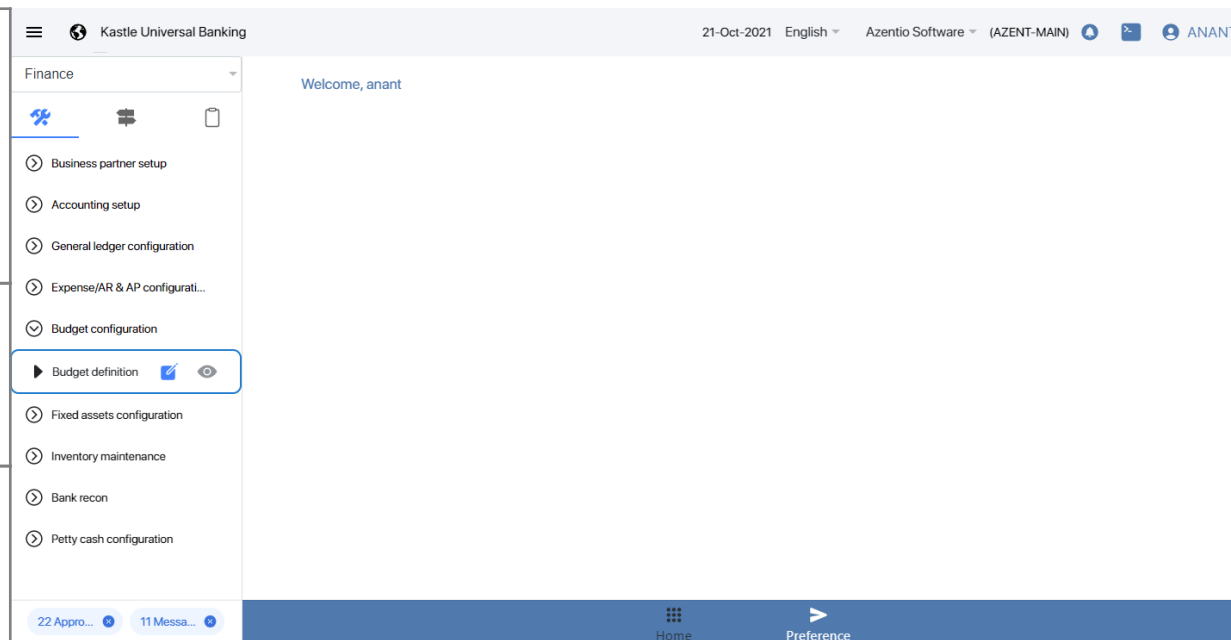 Kastle Universal Banking
21-Oct-2021 English Azentio Software (AZENT-MAIN) ANANT
Finance
Welcome, anant
Business partner setup
Accounting setup
General ledger configuration
Expense/AR & AP configurati...
Budget configuration
Budget definition
Fixed assets configuration
Inventory maintenance
Bank recon
Petty cash configuration
22 Appro... 11 Messa...
Home Preference